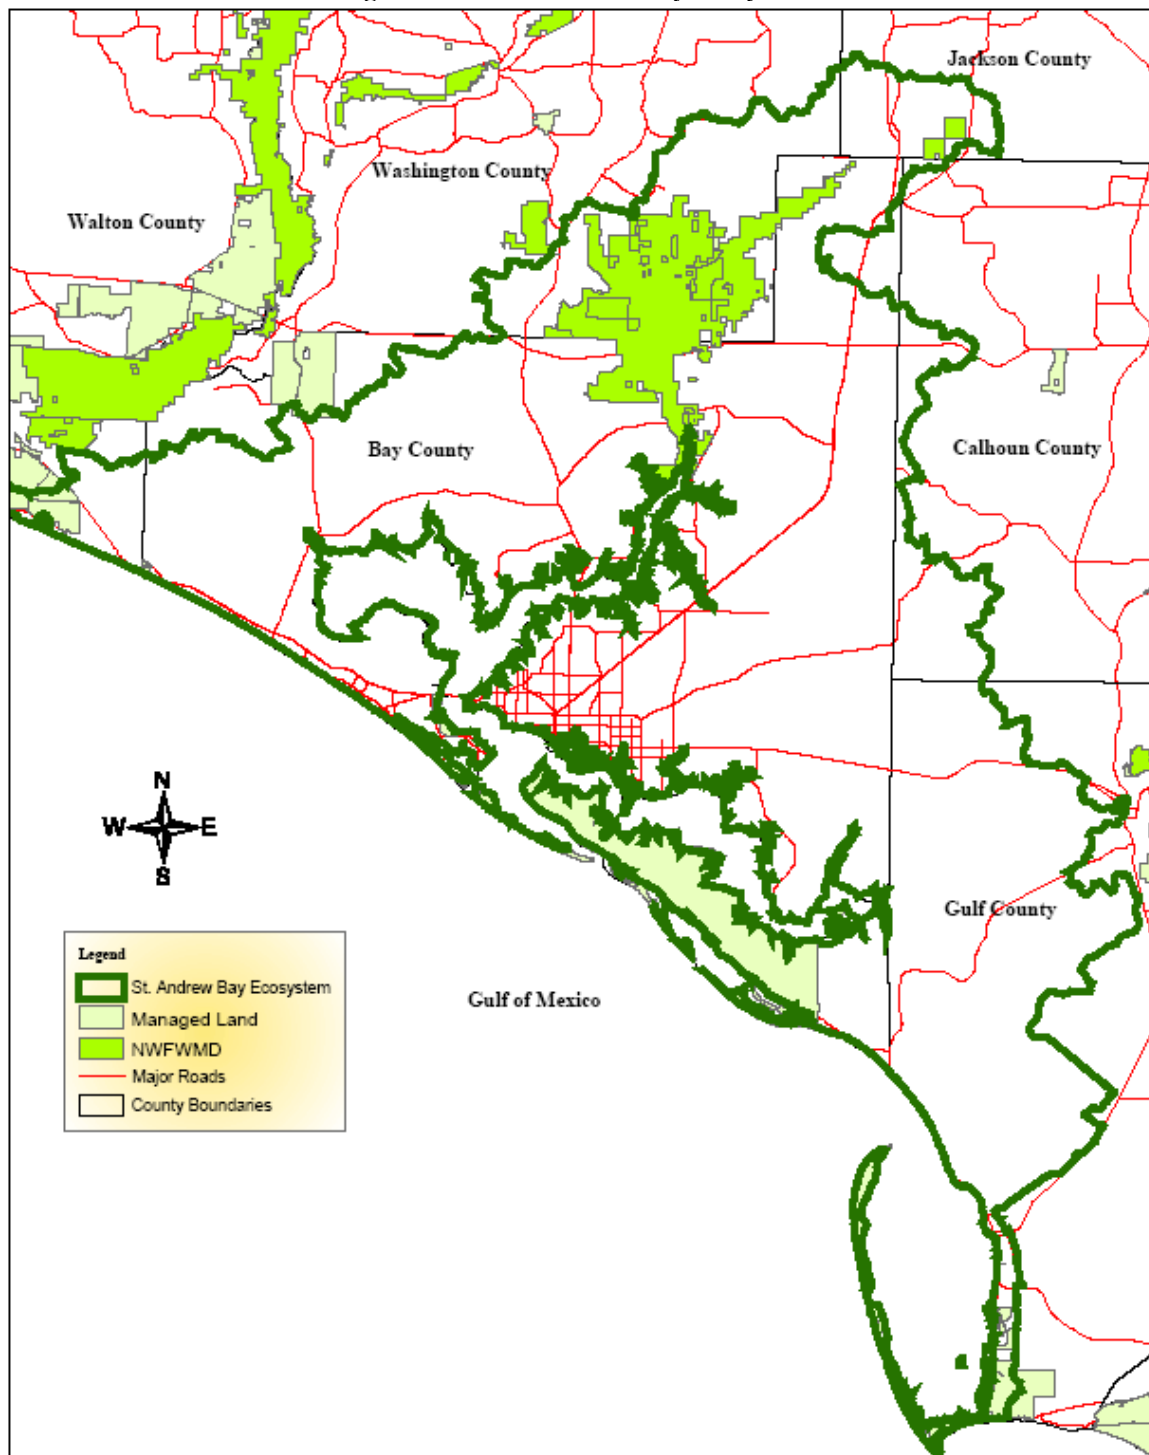 Jackson County
Washington County
Walton County
Bay County
Calhoun County
N
W E
S
Gulf County
Legend
St. Andrew Bay Ecosystem
Managed Land
NWFWMD
Major Roads
County Boundaries
Gulf of Mexico